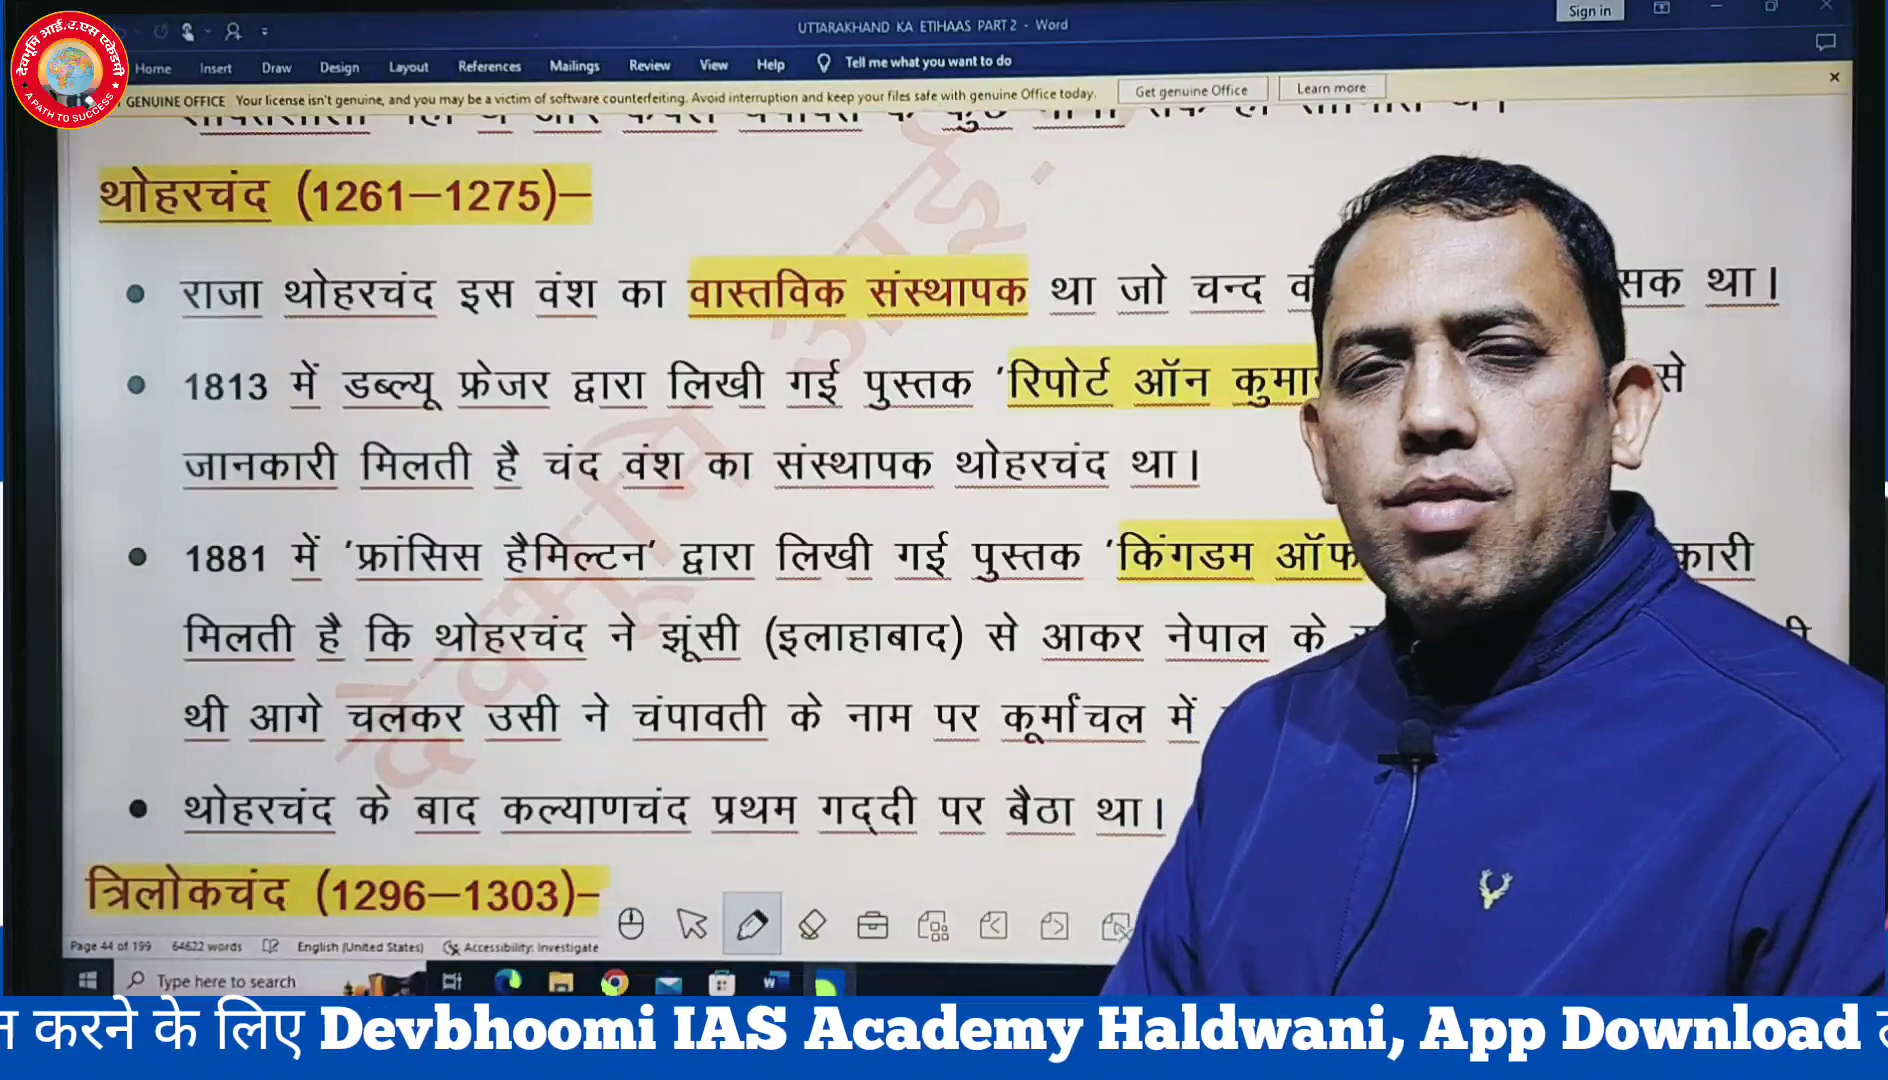 देवभूमि आई.ए.एस एकेडमी
A PATH TO SUCCESS
UTTARAKHAND KA ETIHAAS PART 2 - Word
Sign in
Home Insert Draw Design Layout References Mailings Review View Help Tell me what you want to do
GENUINE OFFICE Your license isn't genuine, and you may be a victim of software counterfeiting. Avoid interruption and keep your files safe with genuine Office today. Get genuine Office Learn more
थोहरचंद (1261–1275)–
राजा थोहरचंद इस वंश का वास्तविक संस्थापक था जो चन्द था।
1813 में डब्ल्यू फ्रेजर द्वारा लिखी गई पुस्तक 'रिपोर्ट ऑन से
जानकारी मिलती है चंद वंश का संस्थापक थोहरचंद था।
1881 में 'फ्रांसिस हैमिल्टन' द्वारा लिखी गई पुस्तक 'किंगडम
मिलती है कि थोहरचंद ने झूंसी (इलाहाबाद) से आकर नेपाल के
थी आगे चलकर उसी ने चंपावती के नाम पर कूर्मांचल में
थोहरचंद के बाद कल्याणचंद प्रथम गद्दी पर बैठा था।
त्रिलोकचंद (1296–1303)–
Page 44 of 199 64622 words English (United States) Accessibility: Investigate
Type here to search
करने के लिए Devbhoomi IAS Academy Haldwani, App Download